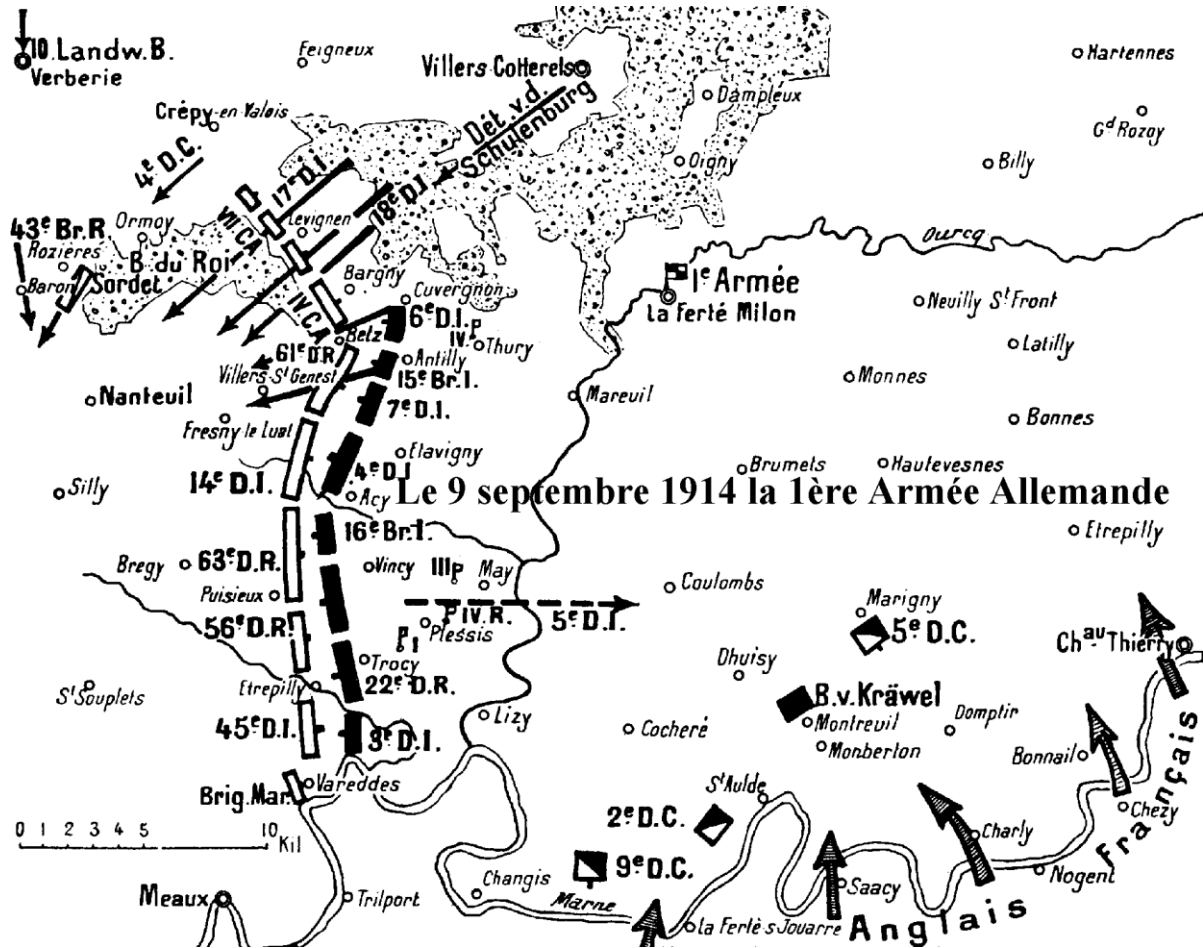 10. Landw. B.
Verberie
Feigneux
Villers Cotterets
Hartennes
Dampleux
Gd Rozoy
Crépy-en-Valois
Dét. v.d.
Schulenburg
Oigny
Billy
4e D.C.
17e D.I.
18e D.I.
43e Br. R.
Ormoy
VII CA
Levignen
Rozières
B du Roi
Baron
Sordet
Bargny
Cuvergnon
Ourcq
1e Armée
La Ferté Milon
Neuilly St Front
IV. CA
6e D.I.
Betz
IV.
Thury
Latilly
61e D.R.
Antilly
Villers-St Genest
15e Br. I.
Monnes
Nanteuil
7e D.I.
Mareuil
Bonnes
Fresny le Luat
Etavigny
14e D.I.
4e D.I
Brumets
Hautevesnes
Silly
Acy
Le 9 septembre 1914 la 1ère Armée Allemande
16e Br. I.
Etrepilly
Bregy
63e D.R.
Vincy
III
May
Coulombs
Puisieux
5e D.I.
Marigny
56e D.R.
IV. R.
Plessis
5e D.C.
Chau Thierry
Trocy
Dhuisy
St Souplets
Etrepilly
22e D.R.
B. v. Kräwel
Lizy
Montreuil
Domptin
45e D.I.
3e D.I.
Cocheré
Monberton
Bonnail
Brig. Mar.
Vareddes
St Aulde
Chezy
0 1 2 3 4 5 10
Kil
2e D.C.
Charly
Français
9e D.C.
Meaux
Trilport
Changis
Marne
Saacy
Nogent
Anglais
La Ferté s Jouarre